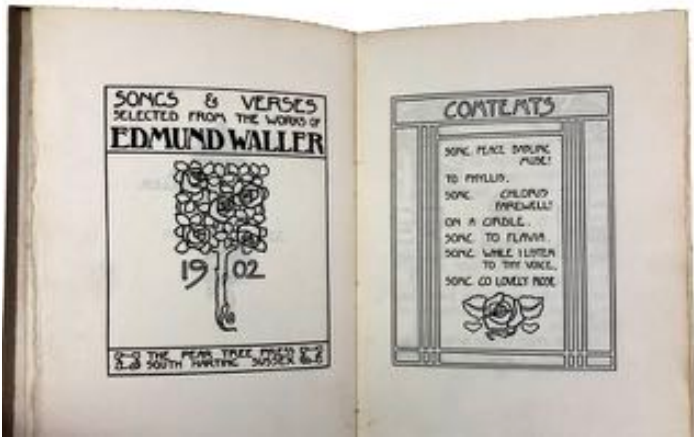 SONGS & VERSES
SELECTED FROM THE WORKS OF
EDMUND WALLER
19 02
THE PEAR TREE PRESS
SOUTH HARTING SUSSEX
CONTENTS
SONG. PEACE BABLING
MUSE!
TO PHYLLIS.
SONG. CHLORIS
FAREWELL!
ON A GIRDLE.
SONG. TO FLAVIA.
SONG. WHILE I LISTEN
TO THY VOICE.
SONG. GO LOVELY ROSE